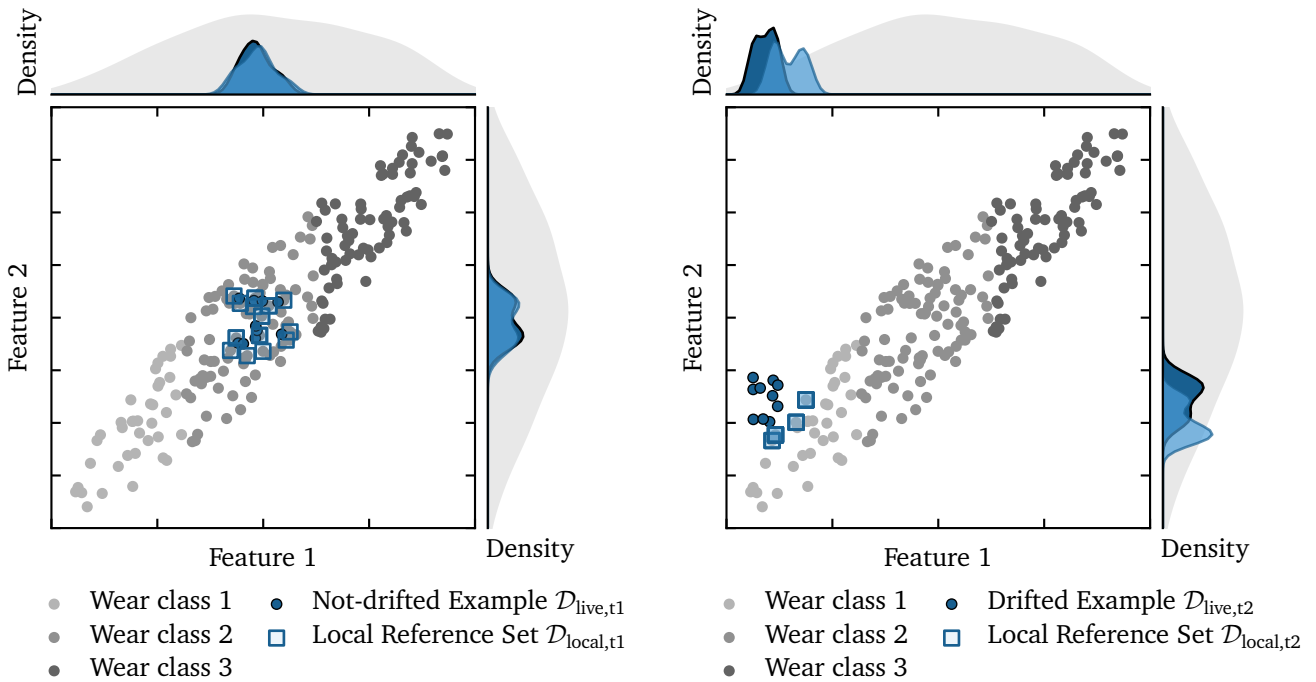 Density
Feature 2
Density
Feature 1
Wear class 1
Wear class 2
Wear class 3
Not-drifted Example 𝒟live,t1
Local Reference Set 𝒟local,t1
Density
Feature 2
Density
Feature 1
Wear class 1
Wear class 2
Wear class 3
Drifted Example 𝒟live,t2
Local Reference Set 𝒟local,t2